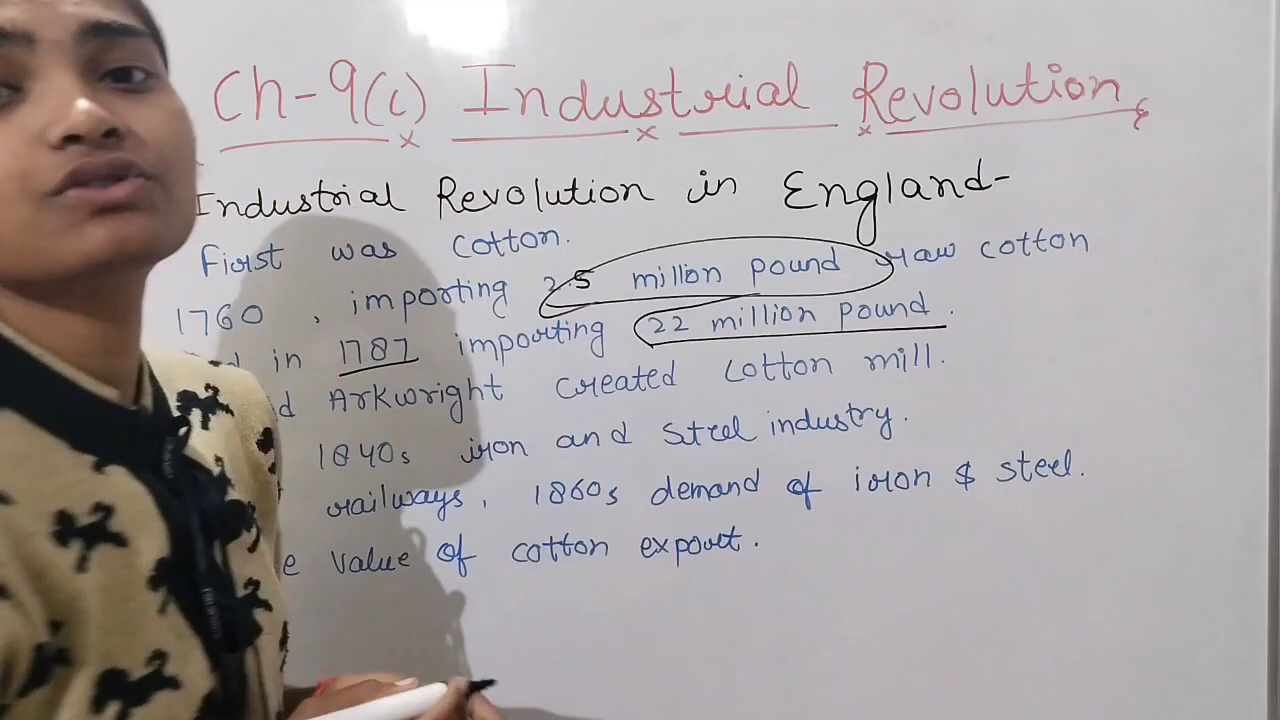 Ch-9(i) Industrial Revolution
Industrial Revolution in England-
First was cotton.
1760, importing 2.5 million pound raw cotton
in 1787 importing 22 million pound.
Arkwright created cotton mill.
1840s iron and steel industry.
railways, 1860s demand of iron & steel.
value of cotton export.